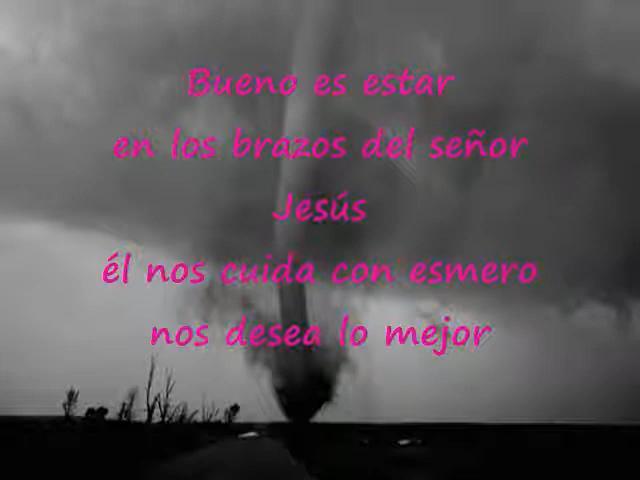 Bueno es estar
en los brazos del señor
Jesús
él nos cuida con esmero
nos desea lo mejor